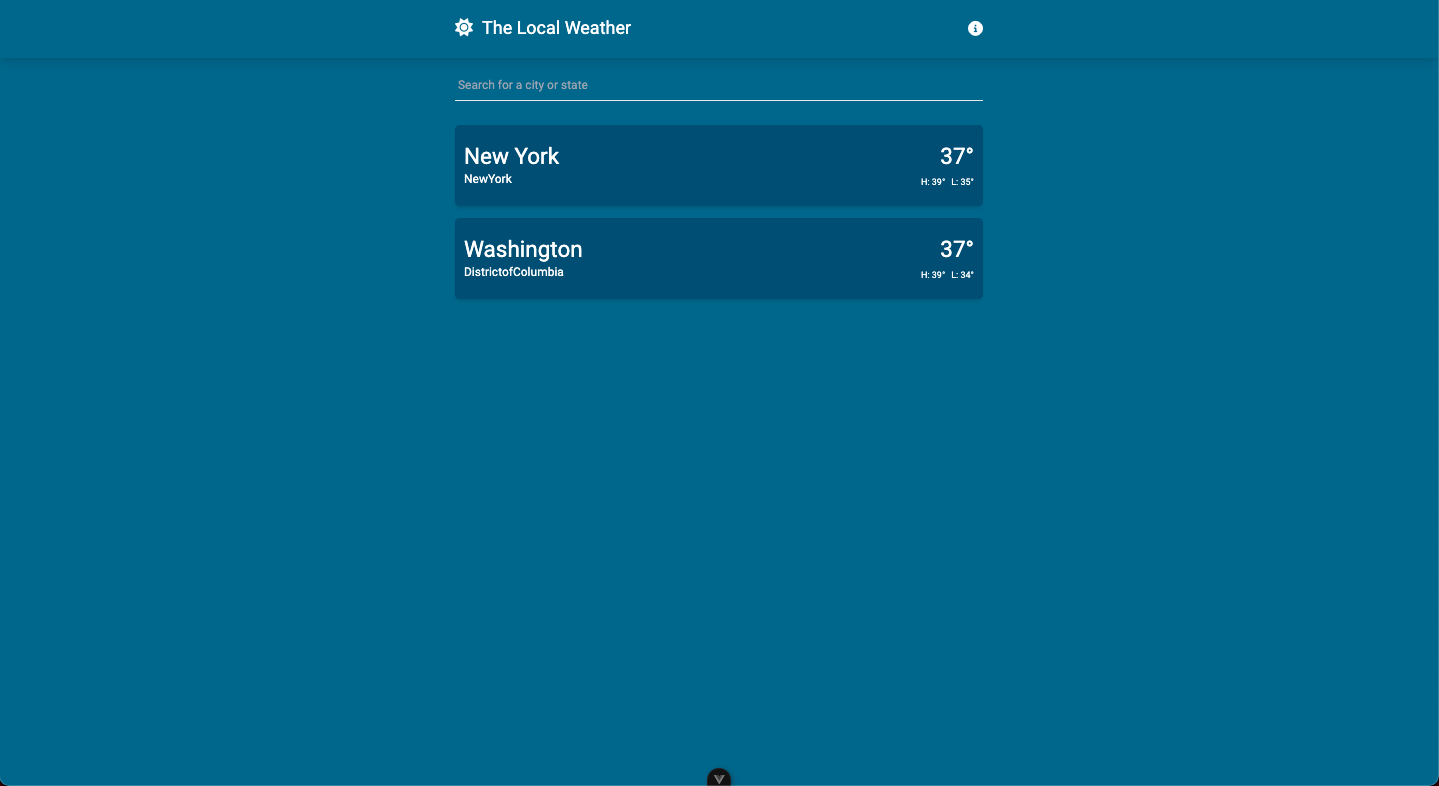 The Local Weather
Search for a city or state
New York
37°
NewYork
H: 39° L: 35°
Washington
37°
DistrictofColumbia
H: 39° L: 34°